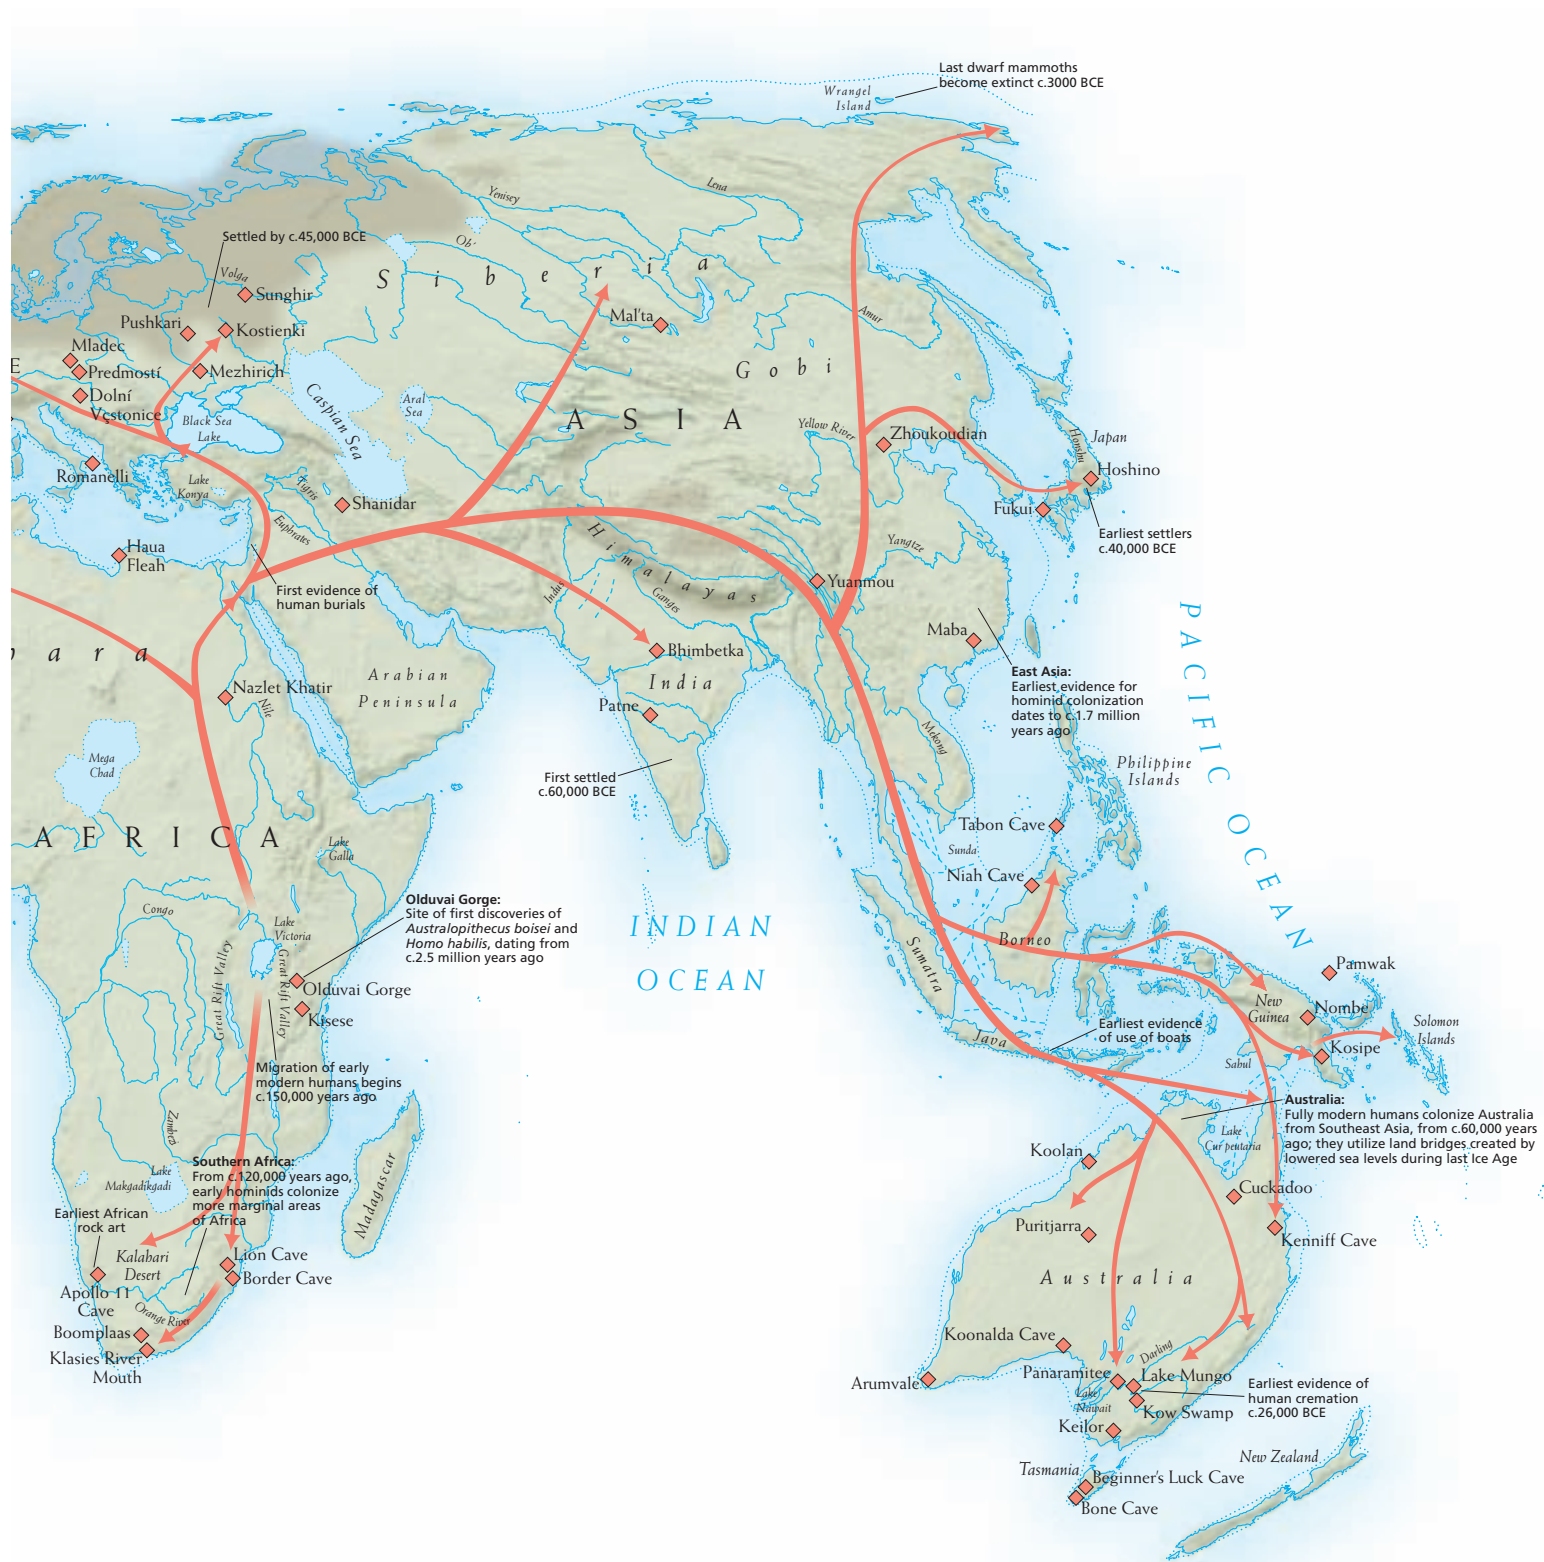 Last dwarf mammoths
become extinct c.3000 BCE
Wrangel
Island
Lena
Yenisey
Ob'
Settled by c.45,000 BCE
S i b e r i a
Volga
Sunghir
Pushkari
Kostienki
Mal'ta
Amur
Mladec
E
Predmostí
Mezhirich
Gobi
Dolní
Vęstonice
Caspian Sea
Aral
Sea
Black Sea
Lake
ASIA
Yellow River
Zhoukoudian
Honshu
Japan
Romanelli
Lake
Konya
Tigris
Shanidar
Hoshino
Fukui
Euphrates
Earliest settlers
c.40,000 BCE
Haua
Fleah
Himalayas
Yangtze
First evidence of
human burials
Indus
Ganges
Yuanmou
PACIFIC OCEAN
Maba
ara
Bhimbetka
Arabian
Peninsula
India
East Asia:
Earliest evidence for
hominid colonization
dates to c.1.7 million
years ago
Nazlet Khatir
Nile
Patne
Mekong
Mega
Chad
First settled
c.60,000 BCE
Philippine
Islands
AFRICA
Lake
Galla
Tabon Cave
Sunda
Niah Cave
Congo
Lake
Victoria
Olduvai Gorge:
Site of first discoveries of
Australopithecus boisei and
Homo habilis, dating from
c.2.5 million years ago
INDIAN
OCEAN
Borneo
Sumatra
Great Rift Valley
Great Rift Valley
Pamwak
Olduvai Gorge
Kisese
New
Guinea
Nombe
Solomon
Islands
Java
Earliest evidence
of use of boats
Kosipe
Sahul
Migration of early
modern humans begins
c.150,000 years ago
Australia:
Fully modern humans colonize Australia
from Southeast Asia, from c.60,000 years
ago; they utilize land bridges created by
lowered sea levels during last Ice Age
Zambezi
Lake
Carpentaria
Koolan
Southern Africa:
From c.120,000 years ago,
early hominids colonize
more marginal areas
of Africa
Lake
Makgadikgadi
Madagascar
Cuckadoo
Earliest African
rock art
Puritjarra
Kenniff Cave
Kalahari
Desert
Lion Cave
Border Cave
Australia
Apollo 11
Cave
Orange River
Boomplaas
Koonalda Cave
Darling
Klasies River
Mouth
Arumvale
Panaramitee
Lake Mungo
Earliest evidence of
human cremation
c.26,000 BCE
Lake
Nawait
Kow Swamp
Keilor
New Zealand
Tasmania
Beginner's Luck Cave
Bone Cave